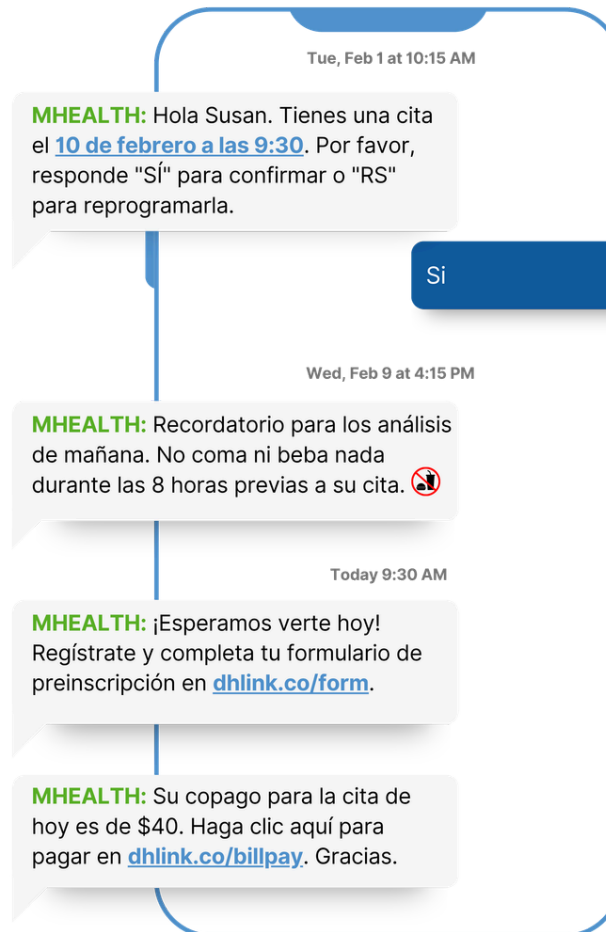 Tue, Feb 1 at 10:15 AM
MHEALTH: Hola Susan. Tienes una cita
el 10 de febrero a las 9:30. Por favor,
responde "SÍ" para confirmar o "RS"
para reprogramarla.
Si
Wed, Feb 9 at 4:15 PM
MHEALTH: Recordatorio para los análisis
de mañana. No coma ni beba nada
durante las 8 horas previas a su cita.
Today 9:30 AM
MHEALTH: ¡Esperamos verte hoy!
Regístrate y completa tu formulario de
preinscripción en dhlink.co/form.
MHEALTH: Su copago para la cita de
hoy es de $40. Haga clic aquí para
pagar en dhlink.co/billpay. Gracias.